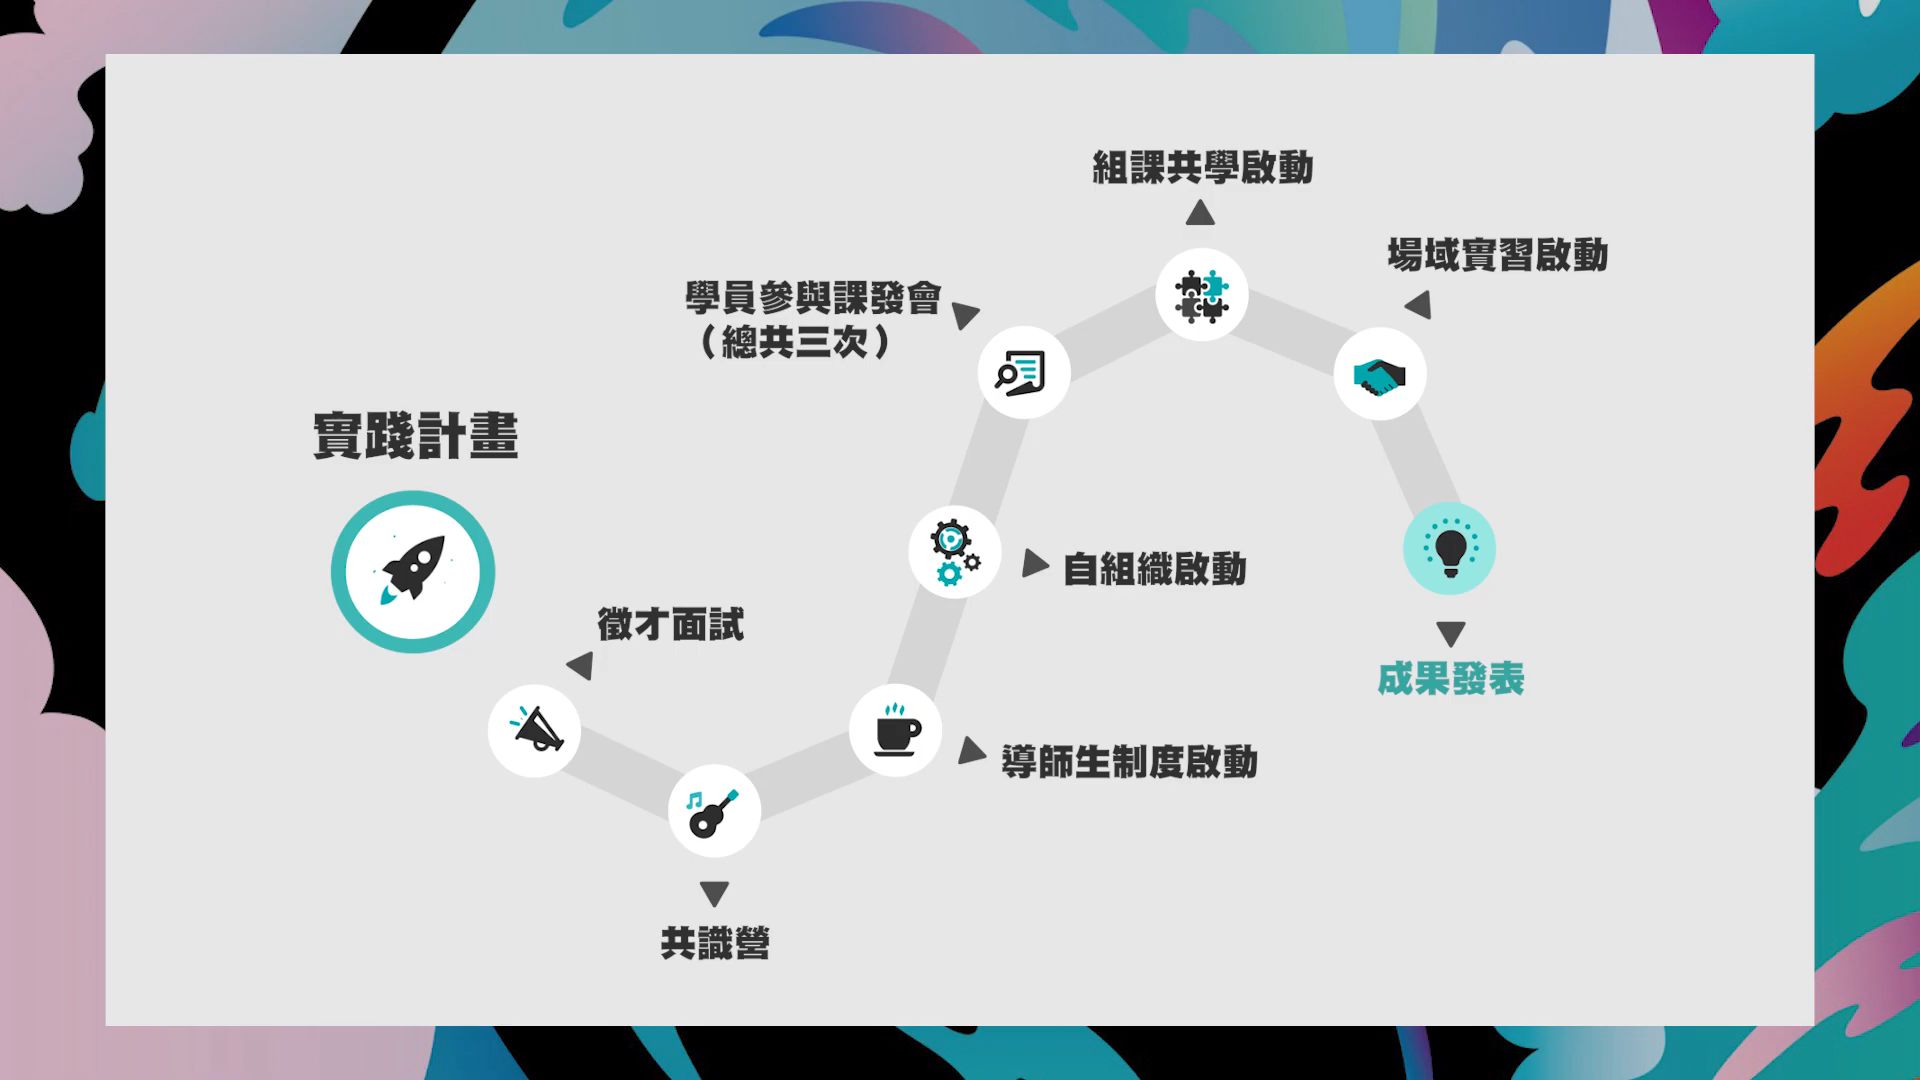 實踐計畫
徵才面試
共識營
導師生制度啟動
自組織啟動
學員參與課發會
（總共三次）
組課共學啟動
場域實習啟動
成果發表